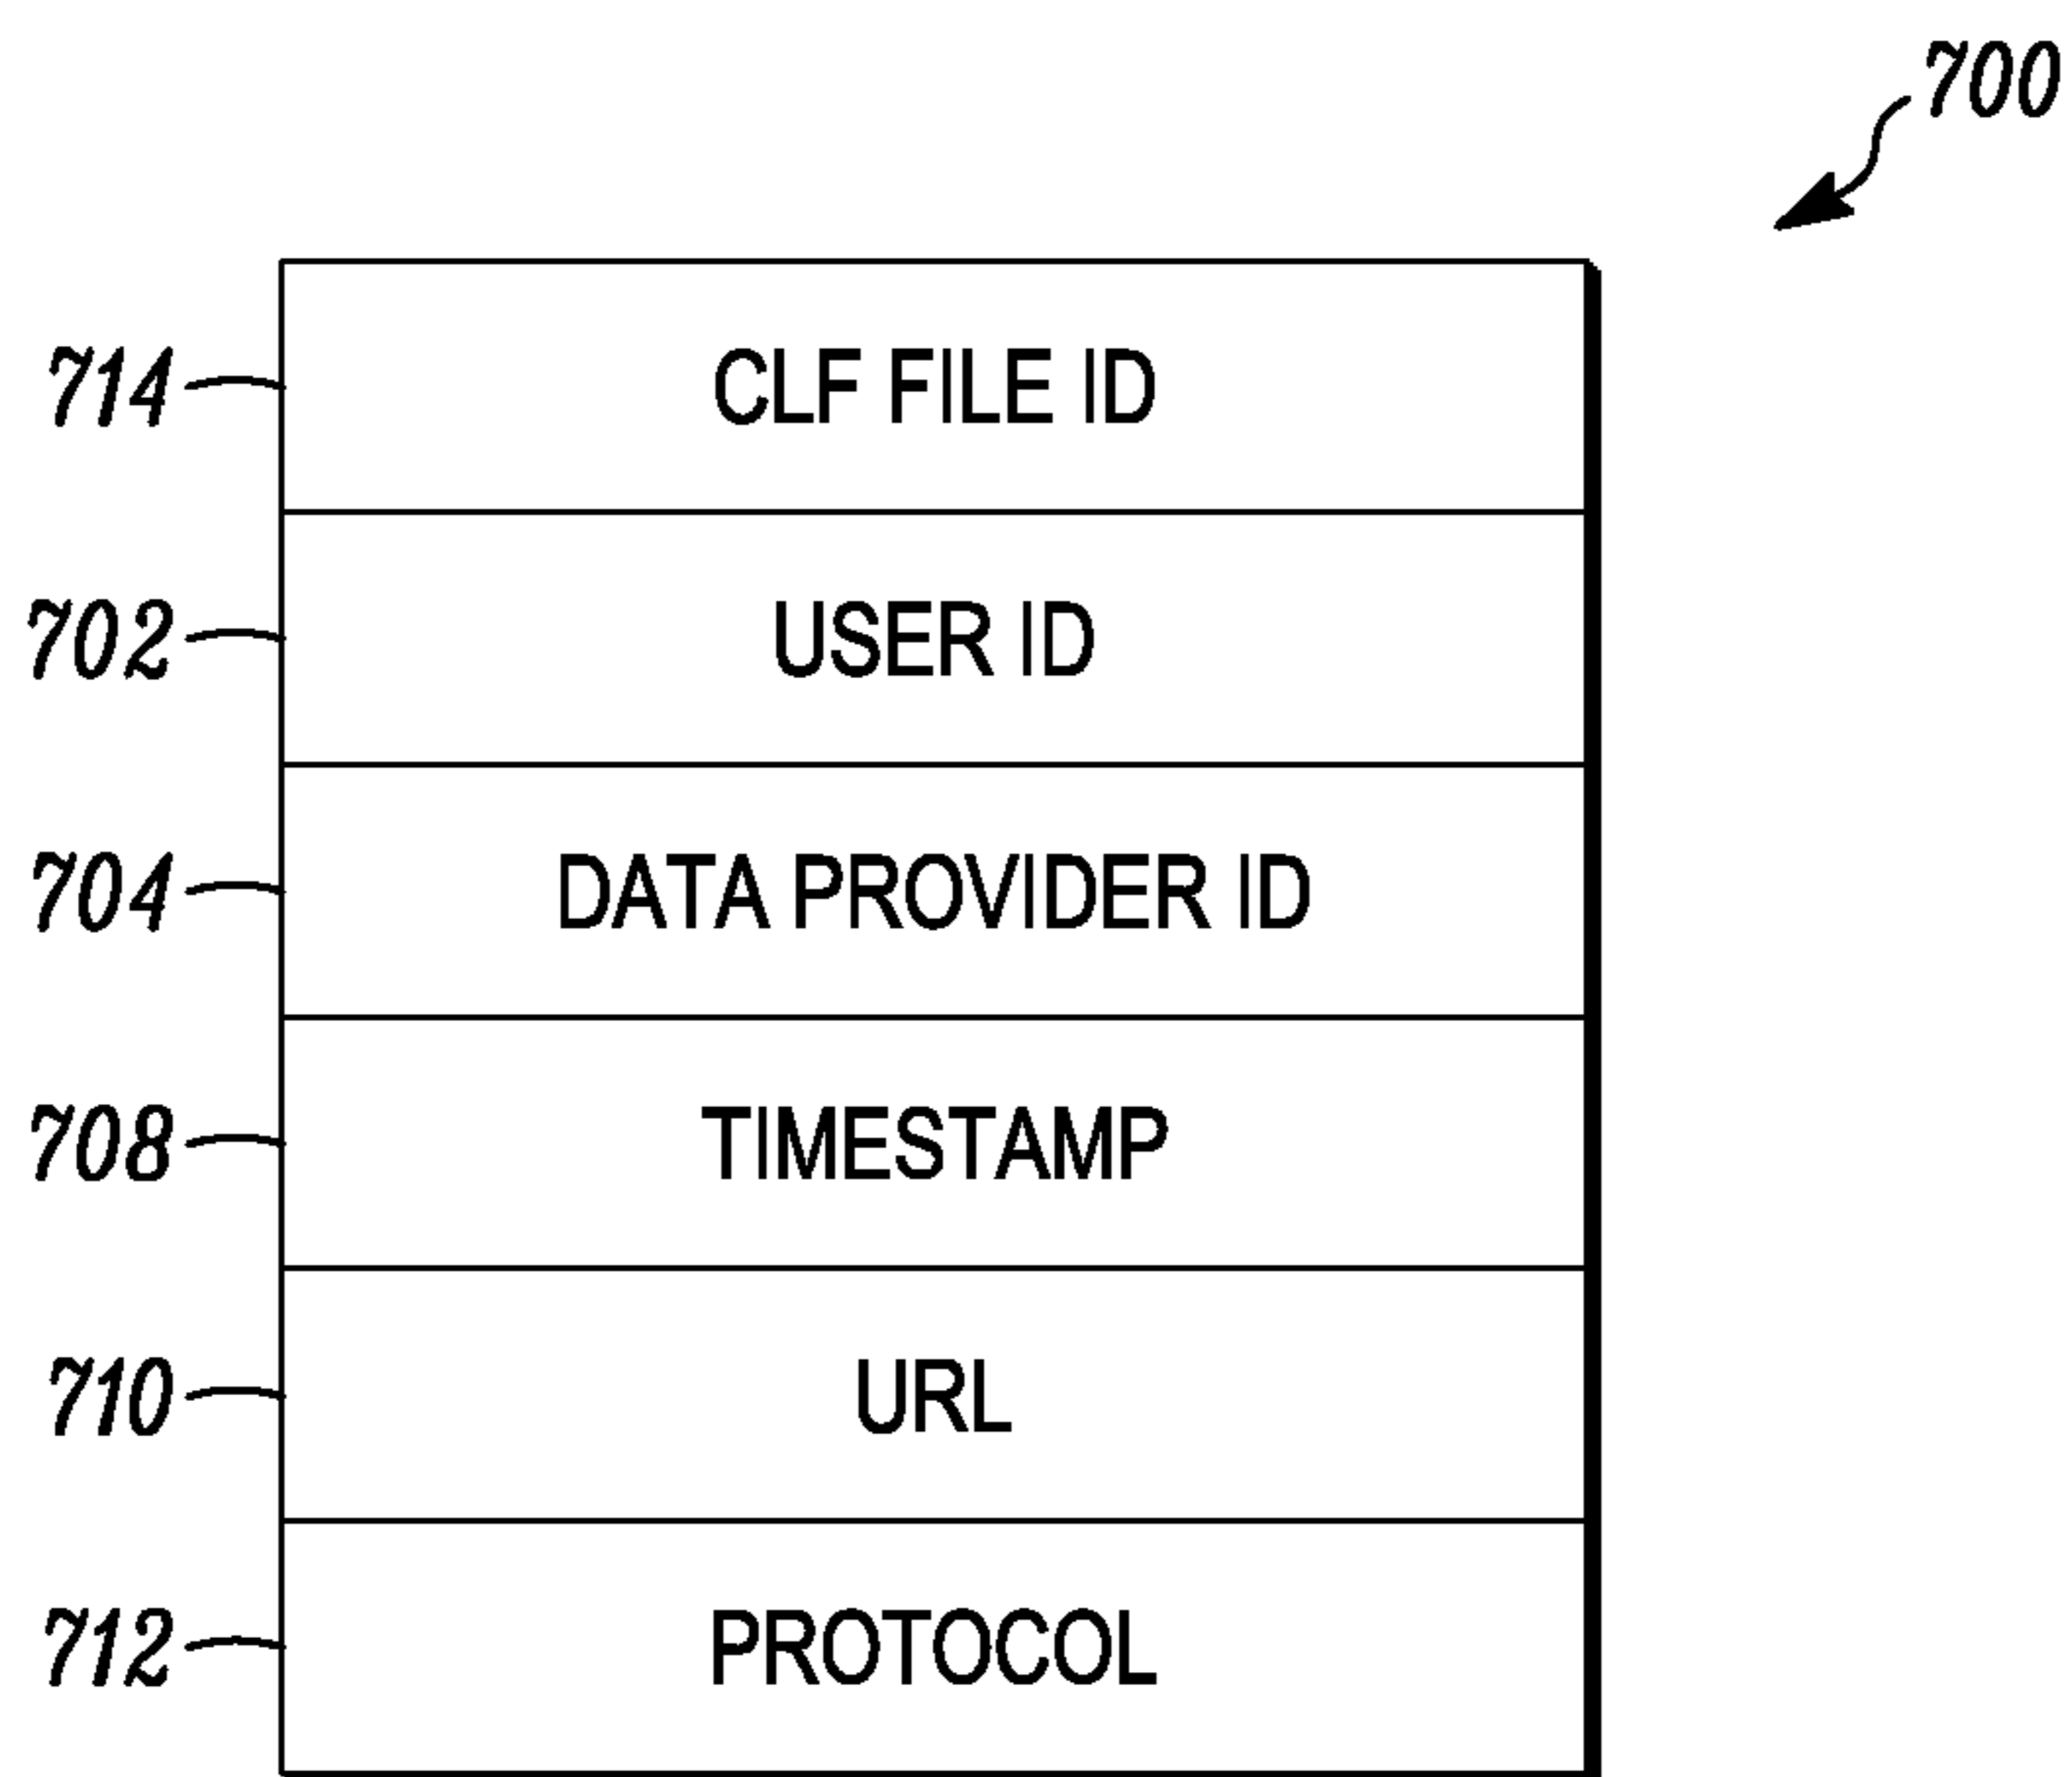 700
714 CLF FILE ID
702 USER ID
704 DATA PROVIDER ID
708 TIMESTAMP
710 URL
712 PROTOCOL